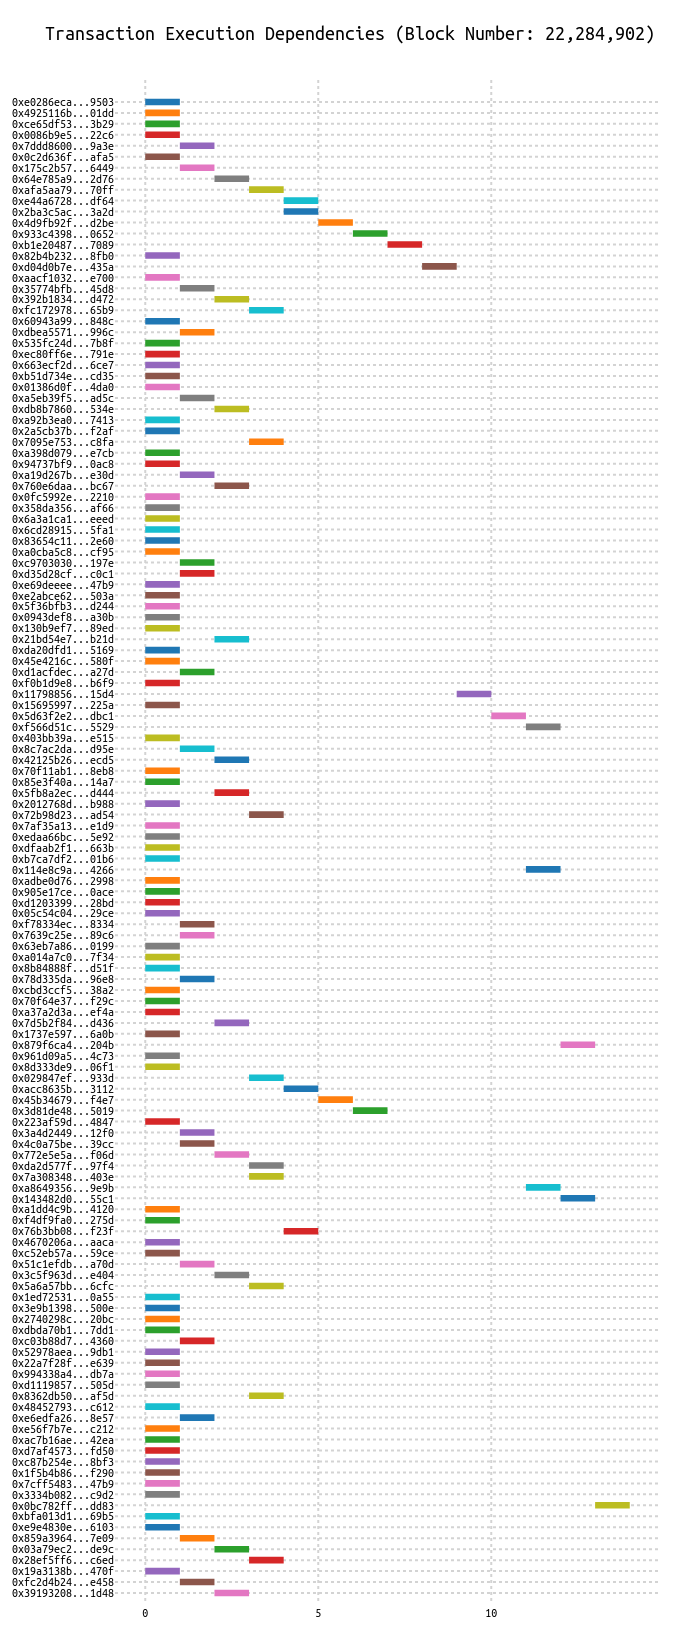 Transaction Execution Dependencies (Block Number: 22,284,902)
0xe0286eca...9503
0x4925116b...01dd
0xce65df53...3b29
0x0086b9e5...22c6
0x7ddd8600...9a3e
0x0c2d636f...afa5
0x175c2b57...6449
0x64e785a9...2d76
0xafa5aa79...70ff
0xe44a6728...df64
0x2ba3c5ac...3a2d
0x4d9fb92f...d2be
0x933c4398...0652
0xb1e20487...7089
0x82b4b232...8fb0
0xd04d0b7e...435a
0xaacf1032...e700
0x35774bfb...45d8
0x392b1834...d472
0xfc172978...65b9
0x60943a99...848c
0xdbea5571...996c
0x535fc24d...7b8f
0xec80ff6e...791e
0x663ecf2d...6ce7
0xb51d734e...cd35
0x01386d0f...4da0
0xa5eb39f5...ad5c
0xdb8b7860...534e
0xa92b3ea0...7413
0x2a5cb37b...f2af
0x7095e753...c8fa
0xa398d079...e7cb
0x94737bf9...0ac8
0xa19d267b...e30d
0x760e6daa...bc67
0x0fc5992e...2210
0x358da356...af66
0x6a3a1ca1...eeed
0x6cd28915...5fa1
0x83654c11...2e60
0xa0cba5c8...cf95
0xc9703030...197e
0xd35d28cf...c0c1
0xe69deeee...47b9
0xe2abce62...503a
0x5f36bfb3...d244
0x0943def8...a30b
0x130b9ef7...89ed
0x21bd54e7...b21d
0xda20dfd1...5169
0x45e4216c...580f
0xd1acfdec...a27d
0xf0b1d9e8...b6f9
0x11798856...15d4
0x15695997...225a
0x5d63f2e2...dbc1
0xf566d51c...5529
0x403bb39a...e515
0x8c7ac2da...d95e
0x42125b26...ecd5
0x70f11ab1...8eb8
0x85e3f40a...14a7
0x5fb8a2ec...d444
0x2012768d...b988
0x72b98d23...ad54
0x7af35a13...e1d9
0xedaa66bc...5e92
0xdfaab2f1...663b
0xb7ca7df2...01b6
0x114e8c9a...4266
0xadbe0d76...2998
0x905e17ce...0ace
0xd1203399...28bd
0x05c54c04...29ce
0xf78334ec...8334
0x7639c25e...89c6
0x63eb7a86...0199
0xa014a7c0...7f34
0x8b84888f...d51f
0x78d335da...96e8
0xcbd3ccf5...38a2
0x70f64e37...f29c
0xa37a2d3a...ef4a
0x7d5b2f84...d436
0x1737e597...6a0b
0x879f6ca4...204b
0x961d09a5...4c73
0x8d333de9...06f1
0x029847ef...933d
0xacc8635b...3112
0x45b34679...f4e7
0x3d81de48...5019
0x223af59d...4847
0x3a4d2449...12f0
0x4c0a75be...39cc
0x772e5e5a...f06d
0xda2d577f...97f4
0x7a308348...403e
0xa8649356...9e9b
0x143482d0...55c1
0xa1dd4c9b...4120
0xf4df9fa0...275d
0x76b3bb08...f23f
0x4670206a...aaca
0xc52eb57a...59ce
0x51c1efdb...a70d
0x3c5f963d...e404
0x5a6a57bb...6cfc
0x1ed72531...0a55
0x3e9b1398...500e
0x2740298c...20bc
0xdbda70b1...7dd1
0xc03b88d7...4360
0x52978aea...9db1
0x22a7f28f...e639
0x994338a4...db7a
0xd1119857...505d
0x8362db50...af5d
0x48452793...c612
0xe6edfa26...8e57
0xe56f7b7e...c212
0xac7b16ae...42ea
0xd7af4573...fd50
0xc87b254e...8bf3
0x1f5b4b86...f290
0x7cff5483...47b9
0x3334b082...c9d2
0x0bc782ff...dd83
0xbfa013d1...69b5
0xe9e4830e...6103
0x859a3964...7e09
0x03a79ec2...de9c
0x28ef5ff6...c6ed
0x19a3138b...470f
0xfc2d4b24...e458
0x39193208...1d48
0 5 10